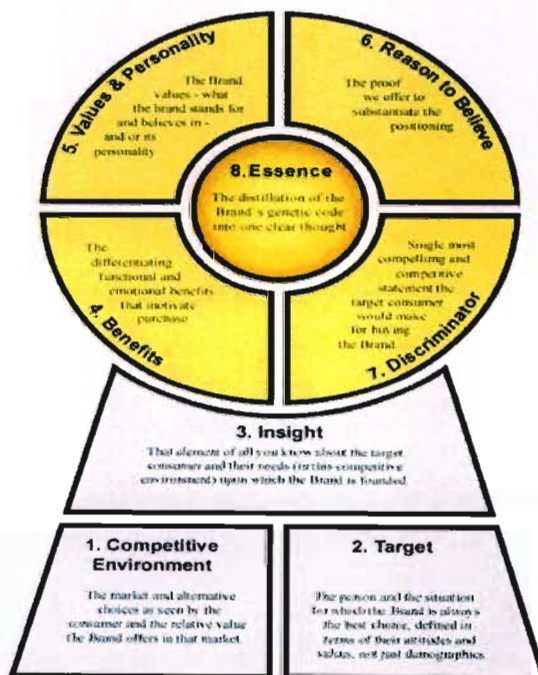 1. Competitive
Environment
The market and alternative
choices as seen by the
consumer and the relative value
the Brand offers in that market.
2. Target
The person and the situation
for which the Brand is always
the best choice, defined in
terms of their attitudes and
values, not just demographics
3. Insight
That element of all you know about the target
consumer and their needs (in this competitive
environment) upon which the Brand is founded.
4. Benefits
The
differentiating
functional and
emotional benefits
that motivate
purchase
5. Values & Personality
The Brand
values - what
the brand stands for
and believes in -
and or its
personality
6. Reason to Believe
The proof
we offer to
substantiate the
positioning
7. Discriminator
Single most
compelling and
competitive
statement the
target consumer
would make
for buying
the Brand
8. Essence
The distillation of the
Brand's genetic code
into one clear thought